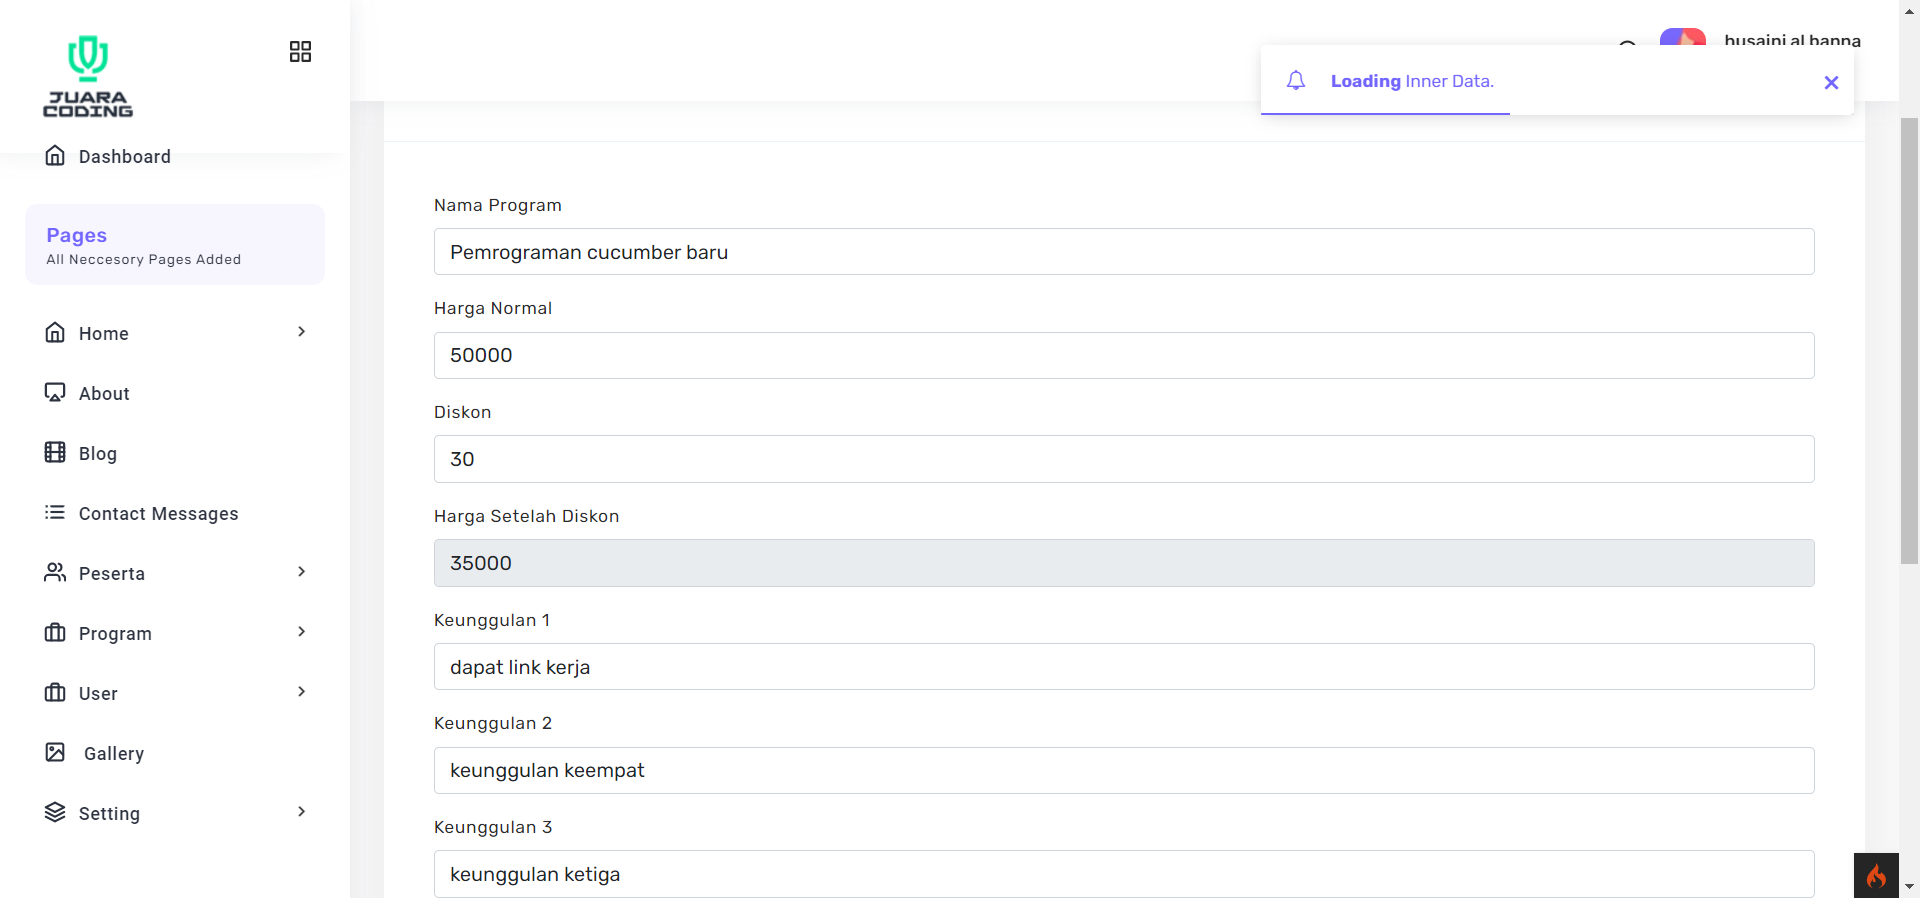 JUARA
CODING
husaini al banna
Loading Inner Data.
Dashboard
Pages
All Neccesory Pages Added
Home
About
Blog
Contact Messages
Peserta
Program
User
Gallery
Setting
Nama Program
Pemrograman cucumber baru
Harga Normal
50000
Diskon
30
Harga Setelah Diskon
35000
Keunggulan 1
dapat link kerja
Keunggulan 2
keunggulan keempat
Keunggulan 3
keunggulan ketiga